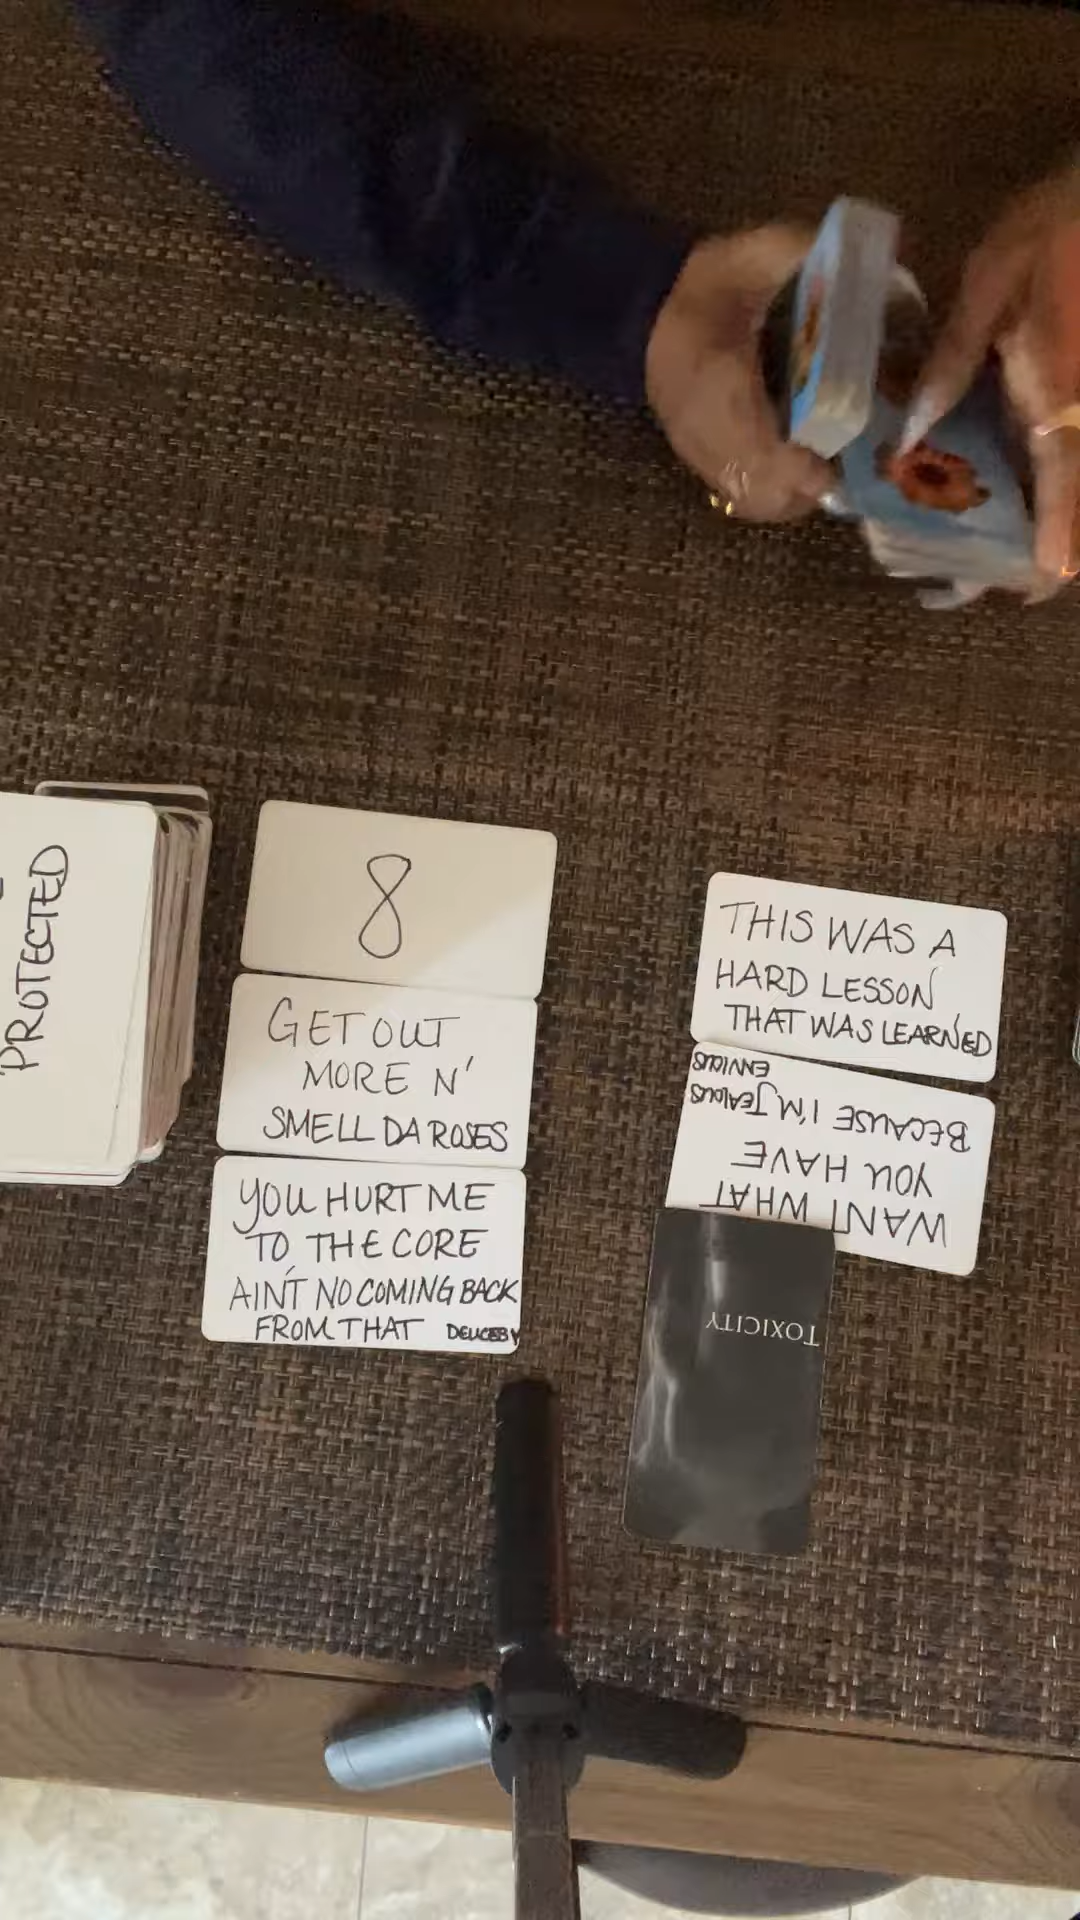 PROTECTED
8
GET OUT
MORE N'
SMELL DA ROSES
YOU HURT ME
TO THE CORE
AIN'T NO COMING BACK
FROM THAT DEUCEBY
THIS WAS A
HARD LESSON
THAT WAS LEARNED
WANT WHAT
YOU HAVE
BECAUSE I'M JEALOUS
ENVIOUS
TOXICITY